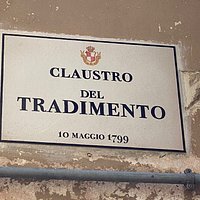 CLAUSTRO
DEL
TRADIMENTO
10 MAGGIO 1799